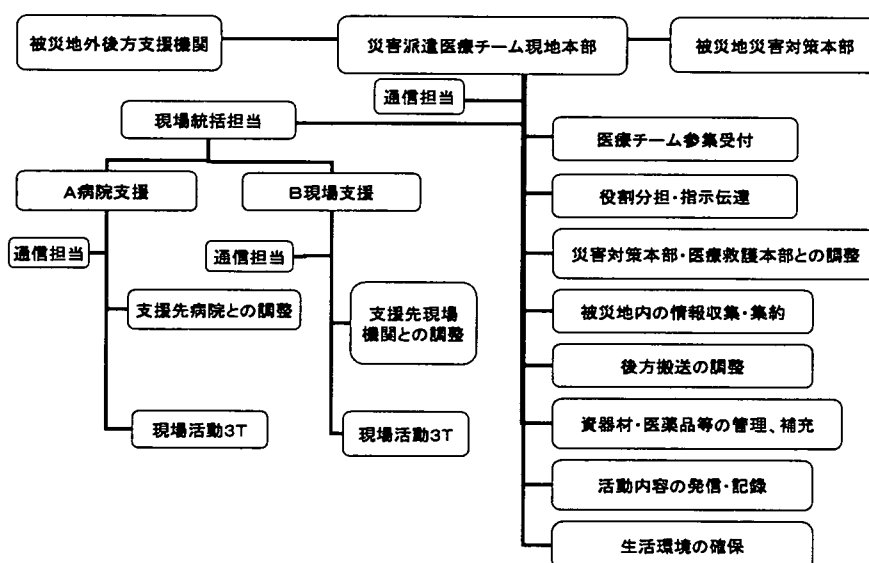 被災地外後方支援機関
災害派遣医療チーム現地本部
被災地災害対策本部
通信担当
現場統括担当
医療チーム参集受付
A病院支援
B現場支援
役割分担・指示伝達
通信担当
通信担当
災害対策本部・医療救護本部との調整
支援先病院との調整
支援先現場
機関との調整
被災地内の情報収集・集約
後方搬送の調整
現場活動3T
現場活動3T
資器材・医薬品等の管理、補充
活動内容の発信・記録
生活環境の確保